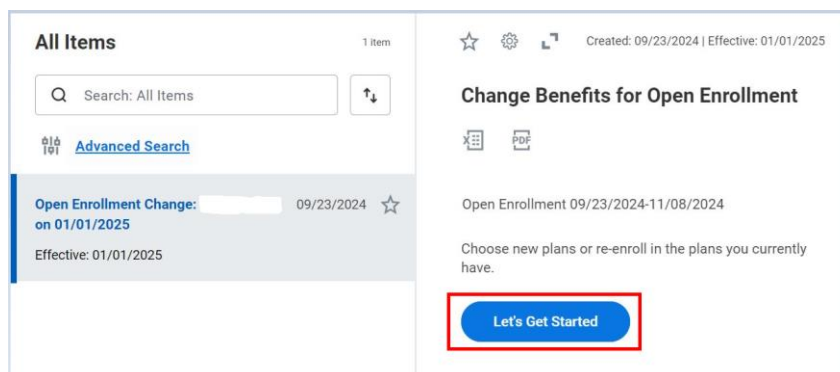 All Items
1 item
Search: All Items
Advanced Search
Open Enrollment Change:
09/23/2024
on 01/01/2025
Effective: 01/01/2025
Created: 09/23/2024 | Effective: 01/01/2025
Change Benefits for Open Enrollment
X
PDF
Open Enrollment 09/23/2024-11/08/2024
Choose new plans or re-enroll in the plans you currently
have.
Let's Get Started